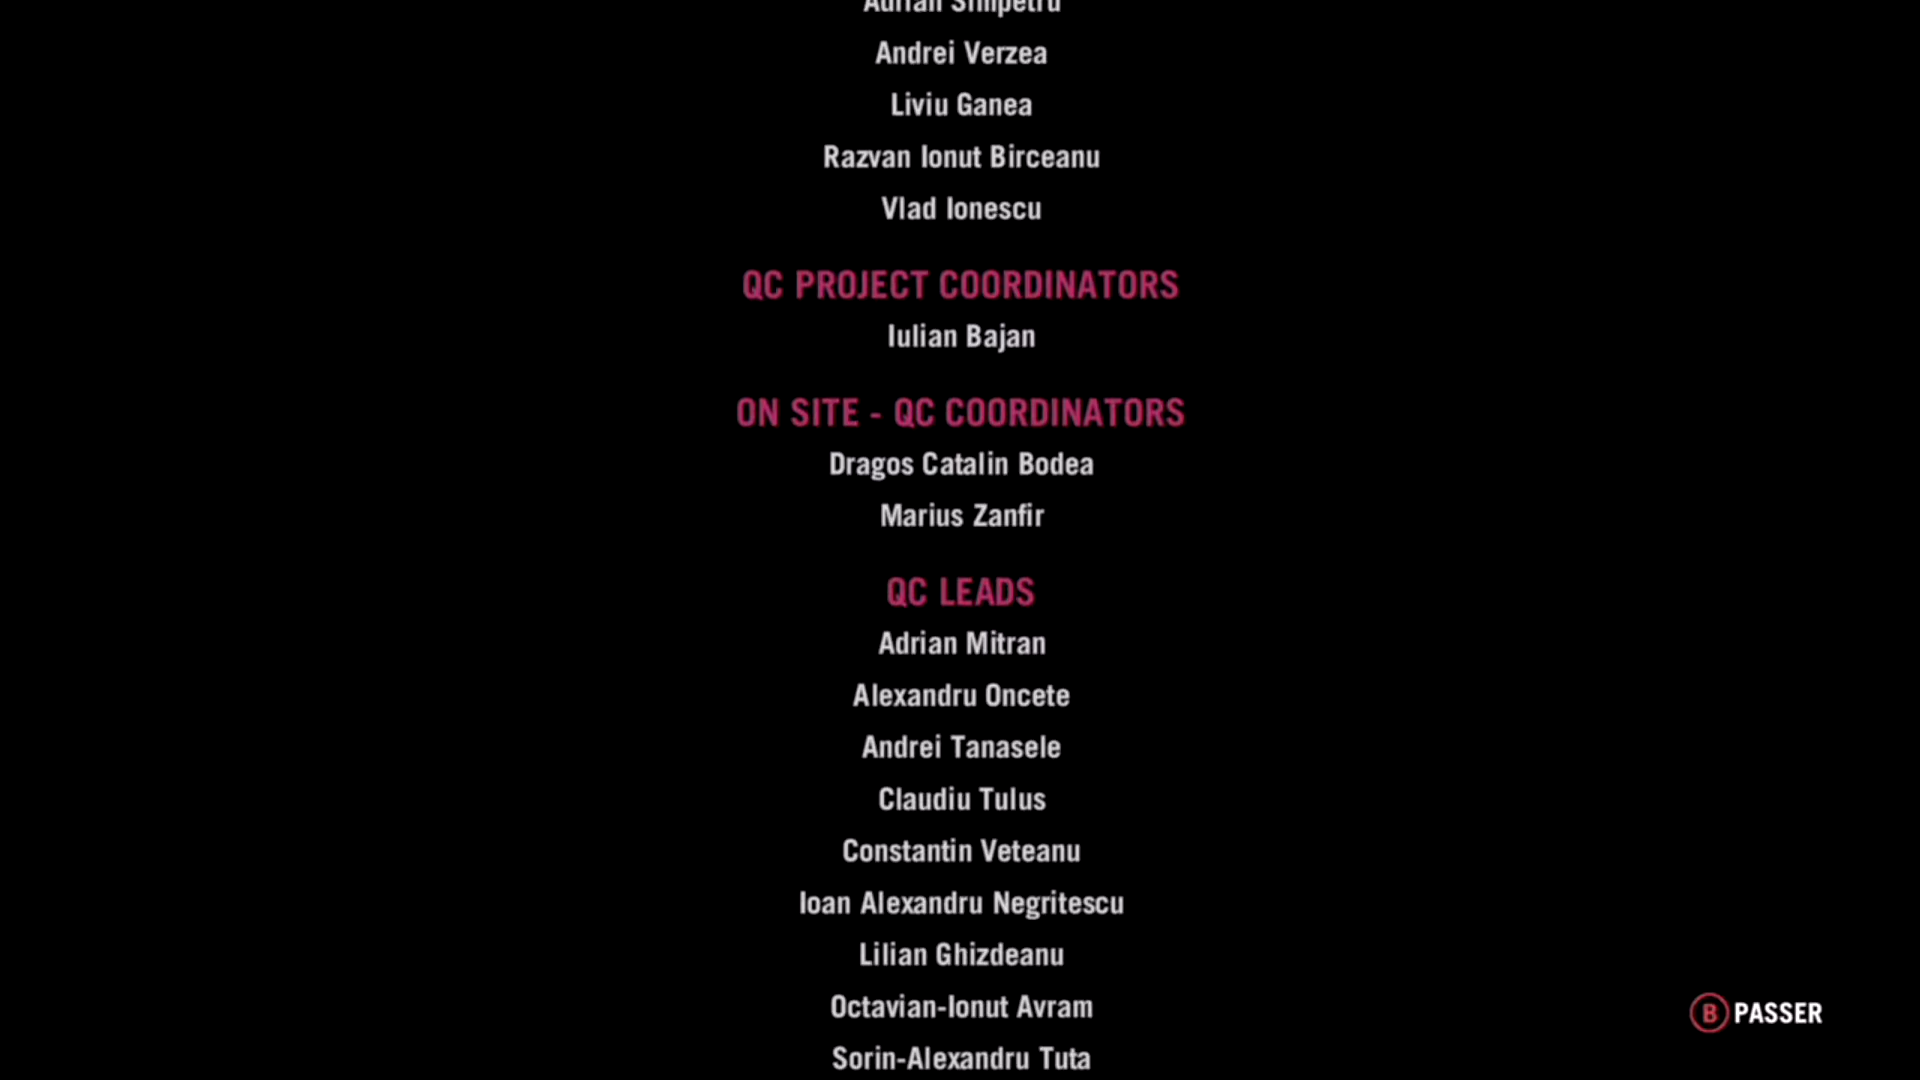 Adrian Simpetru
Andrei Verzea
Liviu Ganea
Razvan Ionut Birceanu
Vlad Ionescu
QC PROJECT COORDINATORS
Iulian Bajan
ON SITE - QC COORDINATORS
Dragos Catalin Bodea
Marius Zanfir
QC LEADS
Adrian Mitran
Alexandru Oncete
Andrei Tanasele
Claudiu Tulus
Constantin Veteanu
Ioan Alexandru Negritescu
Lilian Ghizdeanu
Octavian-Ionut Avram
Sorin-Alexandru Tuta
B PASSER